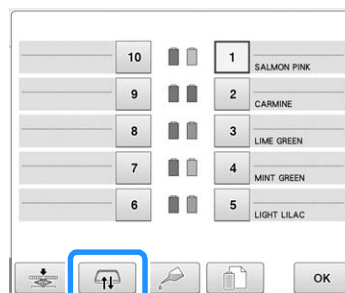 10 1 SALMON PINK
9 2 CARMINE
8 3 LIME GREEN
7 4 MINT GREEN
6 5 LIGHT LILAC
OK